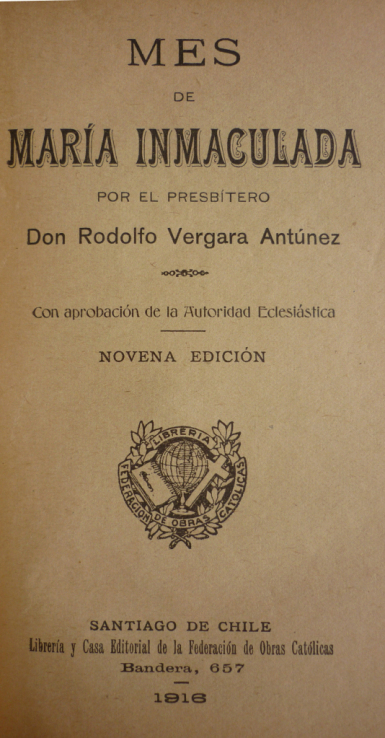 MES
DE
MARÍA INMACULADA
POR EL PRESBÍTERO
Don Rodolfo Vergara Antúnez
Con aprobación de la Autoridad Eclesiástica
NOVENA EDICIÓN
LIBRERIA
FEDERACION DE OBRAS CATOLICAS
SANTIAGO DE CHILE
Librería y Casa Editorial de la Federación de Obras Católicas
Bandera, 657
1916